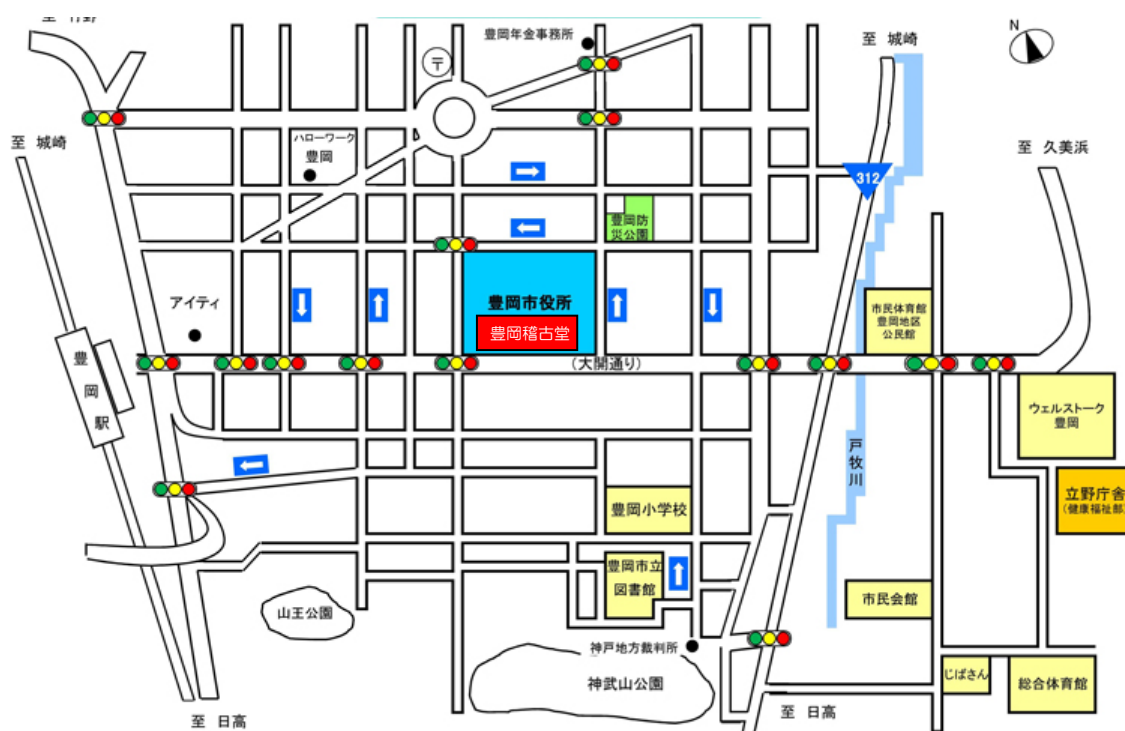 至 竹野
豊岡年金事務所
〒
至 城崎
N
至 城崎
ハローワーク
豊岡
至 久美浜
312
豊岡防
災公園
アイティ
豊岡市役所
豊岡稽古堂
市民体育館
豊岡地区
公民館
(大開通り)
豊岡駅
ウェルストーク
豊岡
戸牧川
立野庁舎
(健康福祉部)
豊岡小学校
豊岡市立
図書館
市民会館
山王公園
神戸地方裁判所
神武山公園
じばさん
総合体育館
至 日高
至 日高